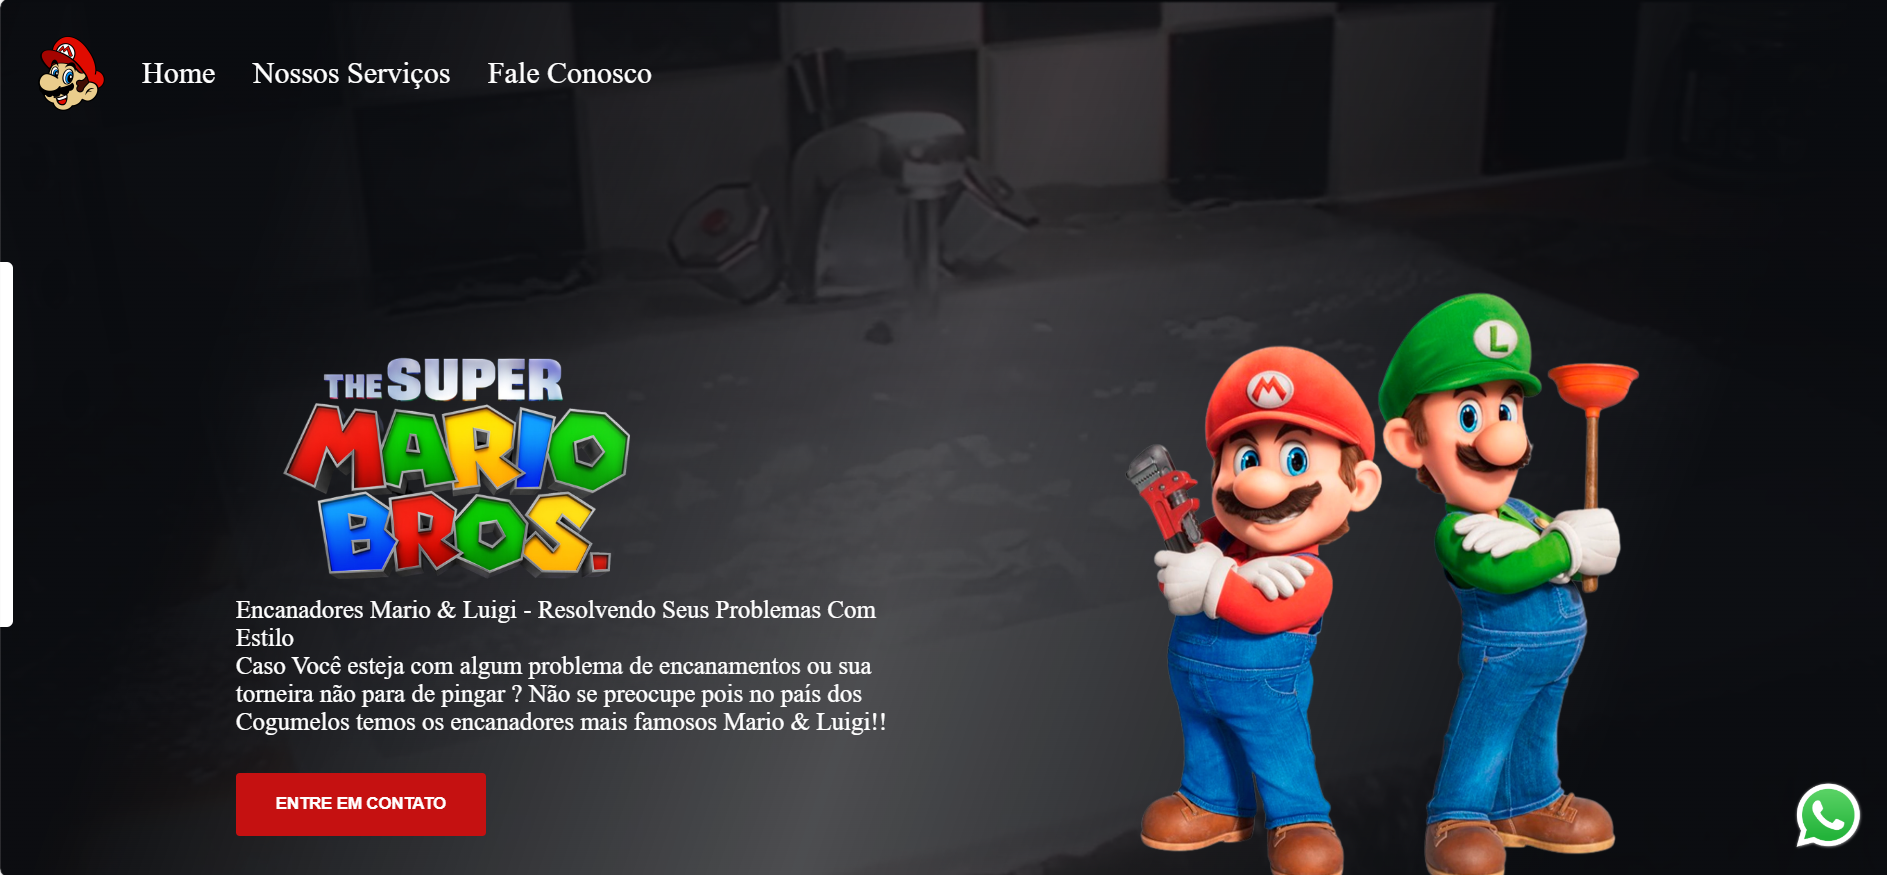 Home Nossos Serviços Fale Conosco
THE SUPER
MARIO
BROS.
M
L
Encanadores Mario & Luigi - Resolvendo Seus Problemas Com
Estilo
Caso Você esteja com algum problema de encanamentos ou sua
torneira não para de pingar ? Não se preocupe pois no país dos
Cogumelos temos os encanadores mais famosos Mario & Luigi!!
ENTRE EM CONTATO